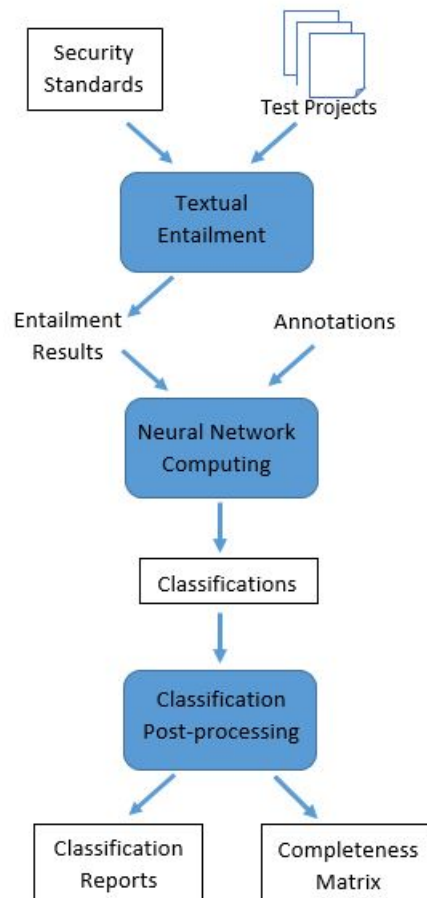 Security
Standards
Test Projects
Textual
Entailment
Entailment
Results
Annotations
Neural Network
Computing
Classifications
Classification
Post-processing
Classification
Reports
Completeness
Matrix